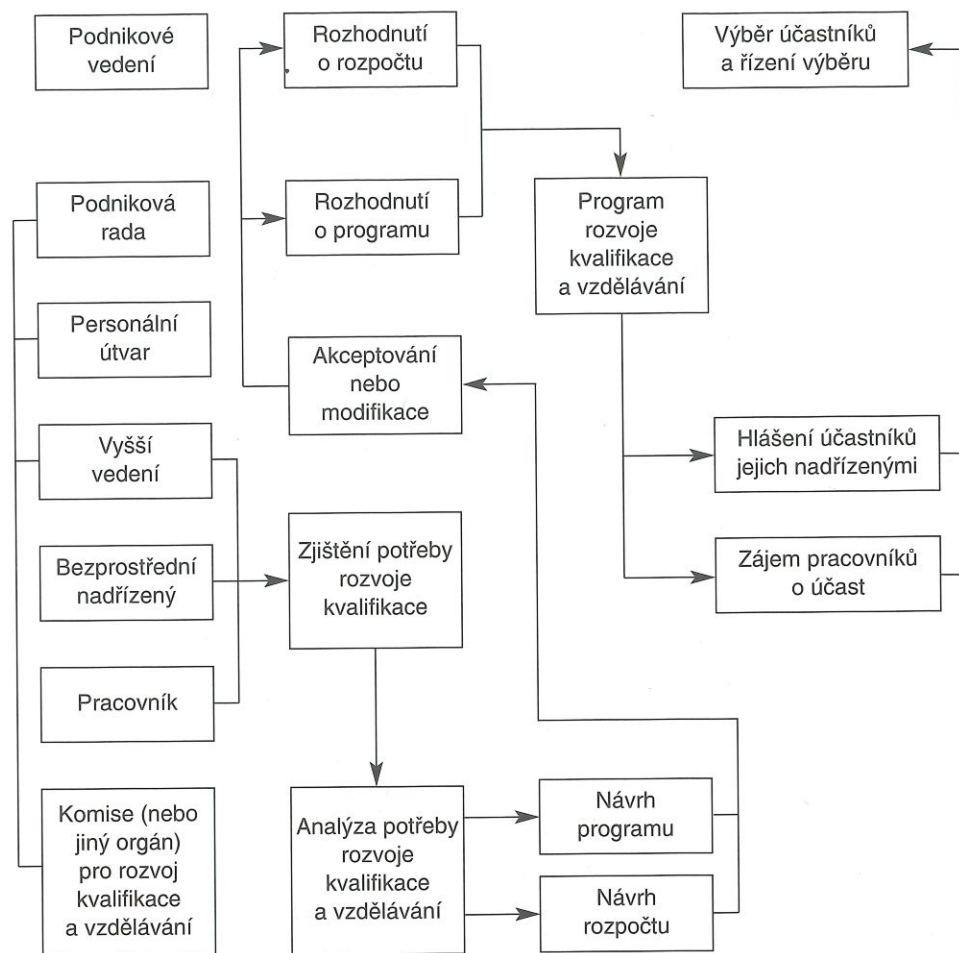 Podnikové
vedení
Rozhodnutí
o rozpočtu
Výběr účastníků
a řízení výběru
Podniková
rada
Rozhodnutí
o programu
Program
rozvoje
kvalifikace
a vzdělávání
Personální
útvar
Akceptování
nebo
modifikace
Vyšší
vedení
Hlášení účastníků
jejich nadřízenými
Bezprostřední
nadřízený
Zjištění potřeby
rozvoje
kvalifikace
Zájem pracovníků
o účast
Pracovník
Komise (nebo
jiný orgán)
pro rozvoj
kvalifikace
a vzdělávání
Analýza potřeby
rozvoje
kvalifikace
a vzdělávání
Návrh
programu
Návrh
rozpočtu